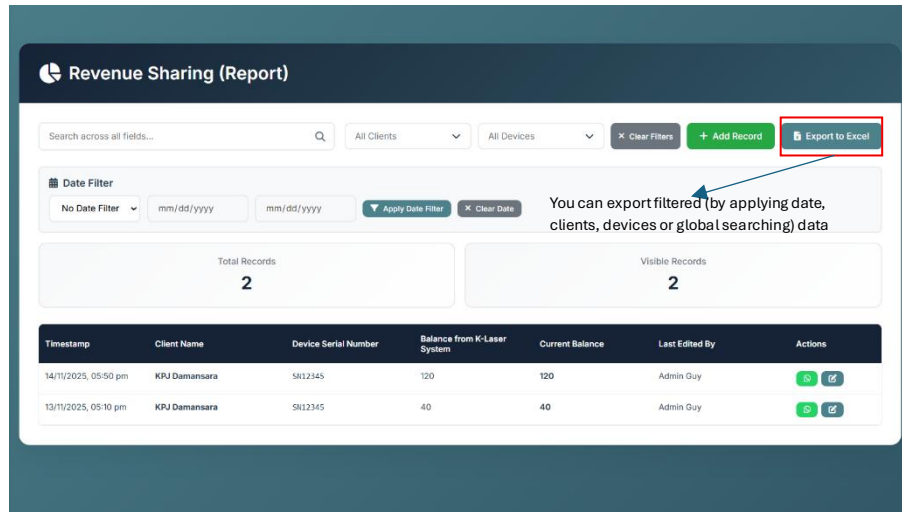 Revenue Sharing (Report)
Search across all fields...
All Clients
All Devices
× Clear Filters
+ Add Record
Export to Excel
Date Filter
No Date Filter
mm/dd/yyyy
mm/dd/yyyy
Apply Date Filter
× Clear Date
You can export filtered (by applying date,
clients, devices or global searching) data
Total Records
2
Visible Records
2
Timestamp Client Name Device Serial Number Balance from K-Laser System Current Balance Last Edited By Actions
14/11/2025, 05:50 pm KPJ Damansara SN12345 120 120 Admin Guy
13/11/2025, 05:10 pm KPJ Damansara SN12345 40 40 Admin Guy